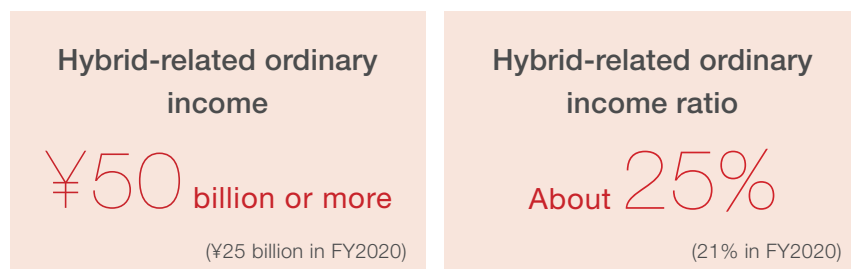 Hybrid-related ordinary
income
¥50 billion or more
(¥25 billion in FY2020)
Hybrid-related ordinary
income ratio
About 25%
(21% in FY2020)